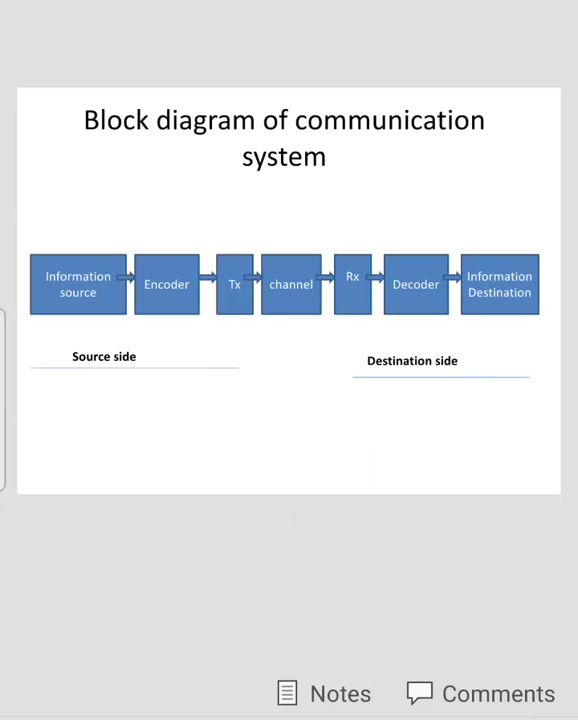 Block diagram of communication
system
Information
source
Encoder
Tx
channel
Rx
Decoder
Information
Destination
Source side
Destination side
Notes
Comments